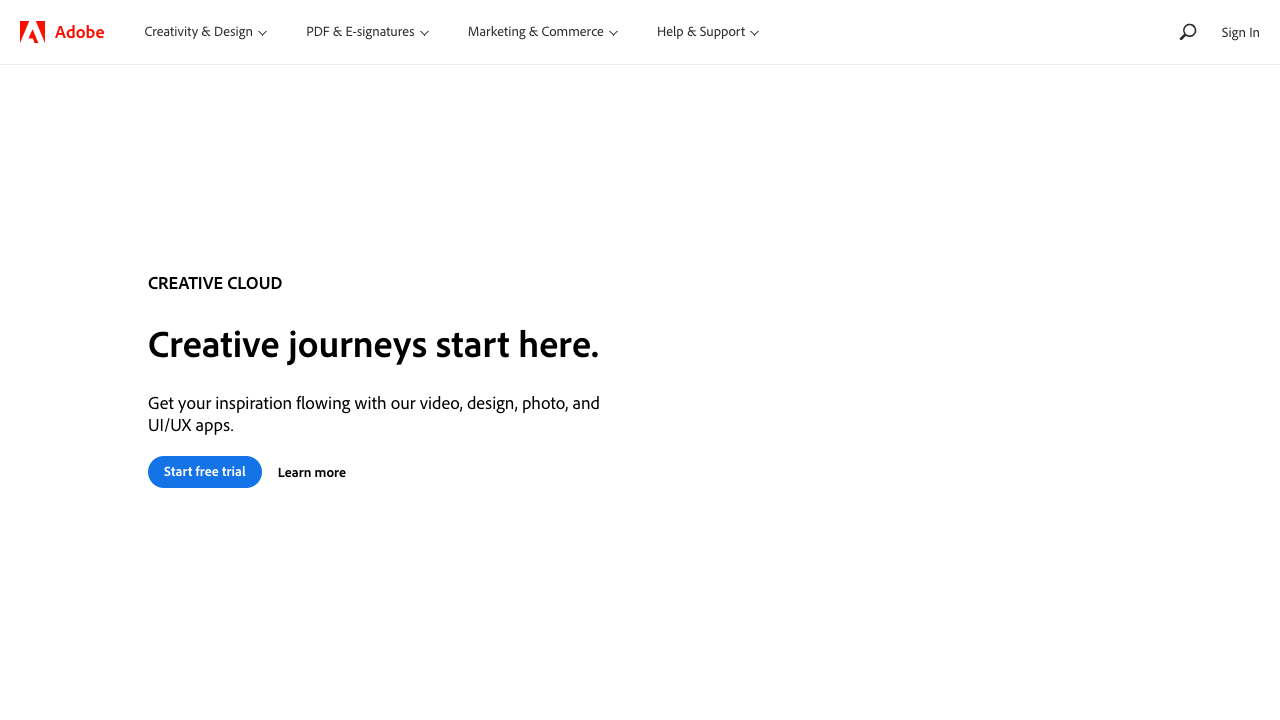 Adobe
Creativity & Design
PDF & E-signatures
Marketing & Commerce
Help & Support
Sign In
CREATIVE CLOUD
Creative journeys start here.
Get your inspiration flowing with our video, design, photo, and
UI/UX apps.
Start free trial
Learn more